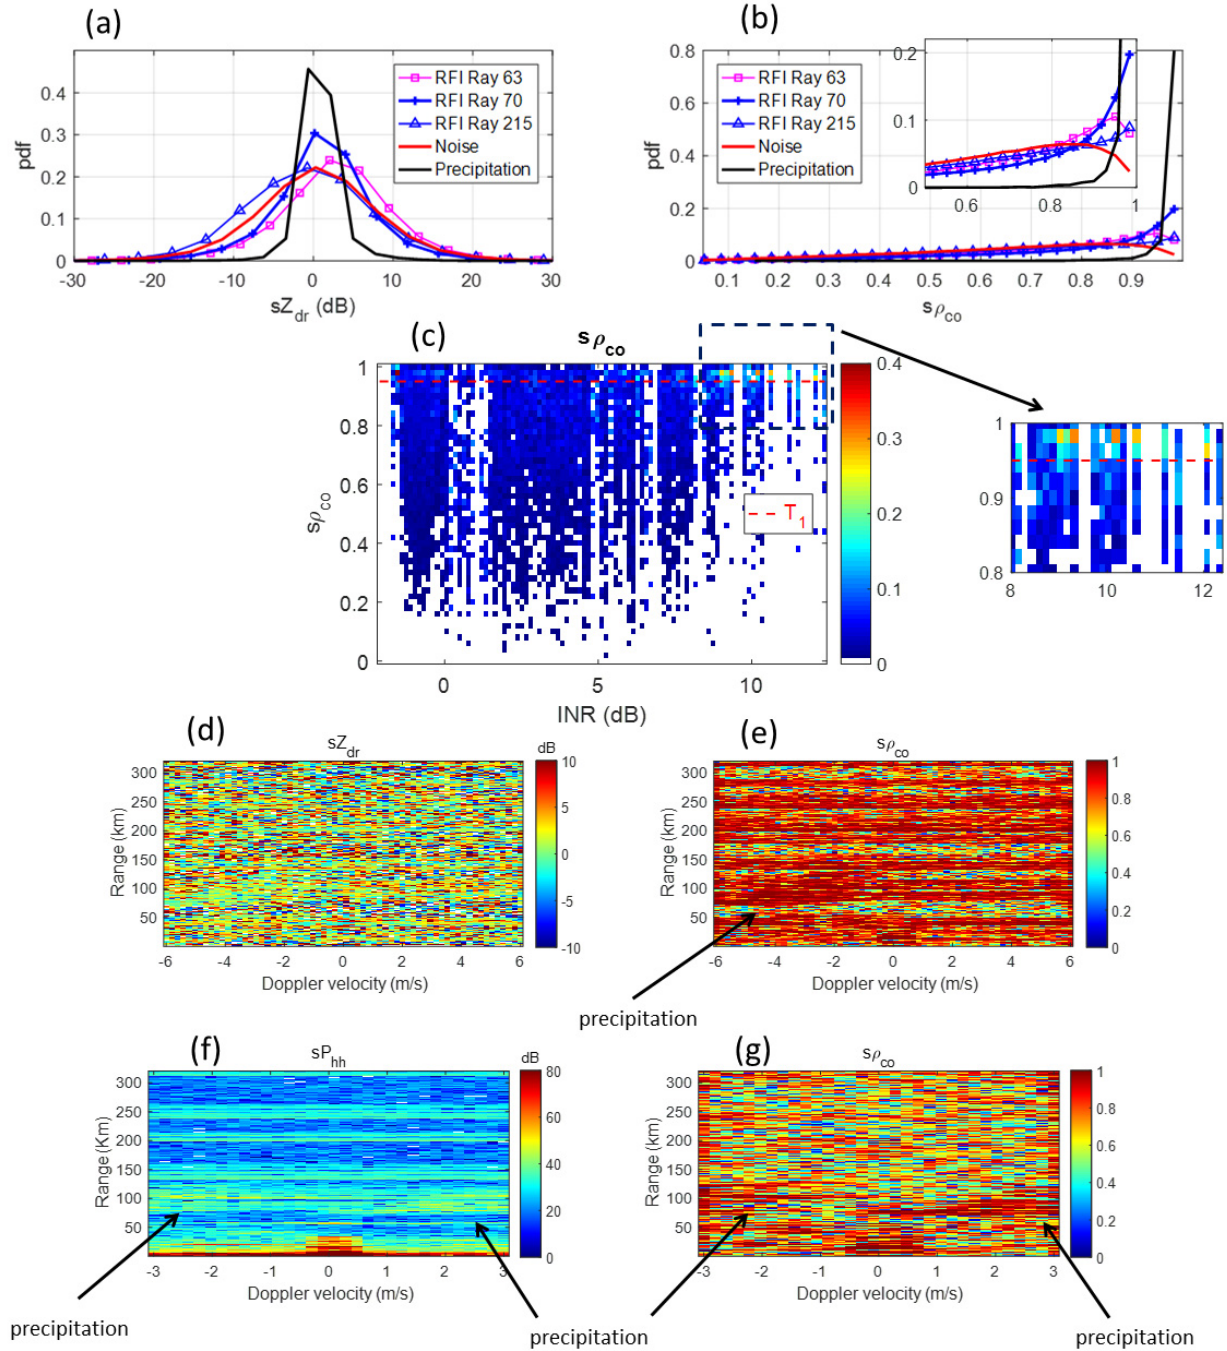 (a)
(b)
0.4
0.3
0.2
0.1
0
pdf
RFI Ray 63
RFI Ray 70
RFI Ray 215
Noise
Precipitation
-30 -20 -10 0 10 20 30
sZdr (dB)
0.8
0.6
0.4
0.2
0
pdf
RFI Ray 63
RFI Ray 70
RFI Ray 215
Noise
Precipitation
0.2
0.1
0
0.6 0.8 1
0.1 0.2 0.3 0.4 0.5 0.6 0.7 0.8 0.9
sρco
(c)
sρco
1
0.8
0.6
0.4
0.2
0
sρco
T1
0 5 10
INR (dB)
0.4
0.3
0.2
0.1
0
1
0.9
0.8
8 10 12
(d)
sZdr
dB
300
250
200
150
100
50
Range (km)
10
5
0
-5
-10
-6 -4 -2 0 2 4 6
Doppler velocity (m/s)
(e)
sρco
300
250
200
150
100
50
Range (km)
1
0.8
0.6
0.4
0.2
0
-6 -4 -2 0 2 4 6
Doppler velocity (m/s)
precipitation
(f)
sPhh
dB
300
250
200
150
100
50
Range (Km)
80
60
40
20
0
-3 -2 -1 0 1 2 3
Doppler velocity (m/s)
(g)
sρco
300
250
200
150
100
50
Range (km)
1
0.8
0.6
0.4
0.2
0
-3 -2 -1 0 1 2 3
Doppler velocity (m/s)
precipitation
precipitation
precipitation